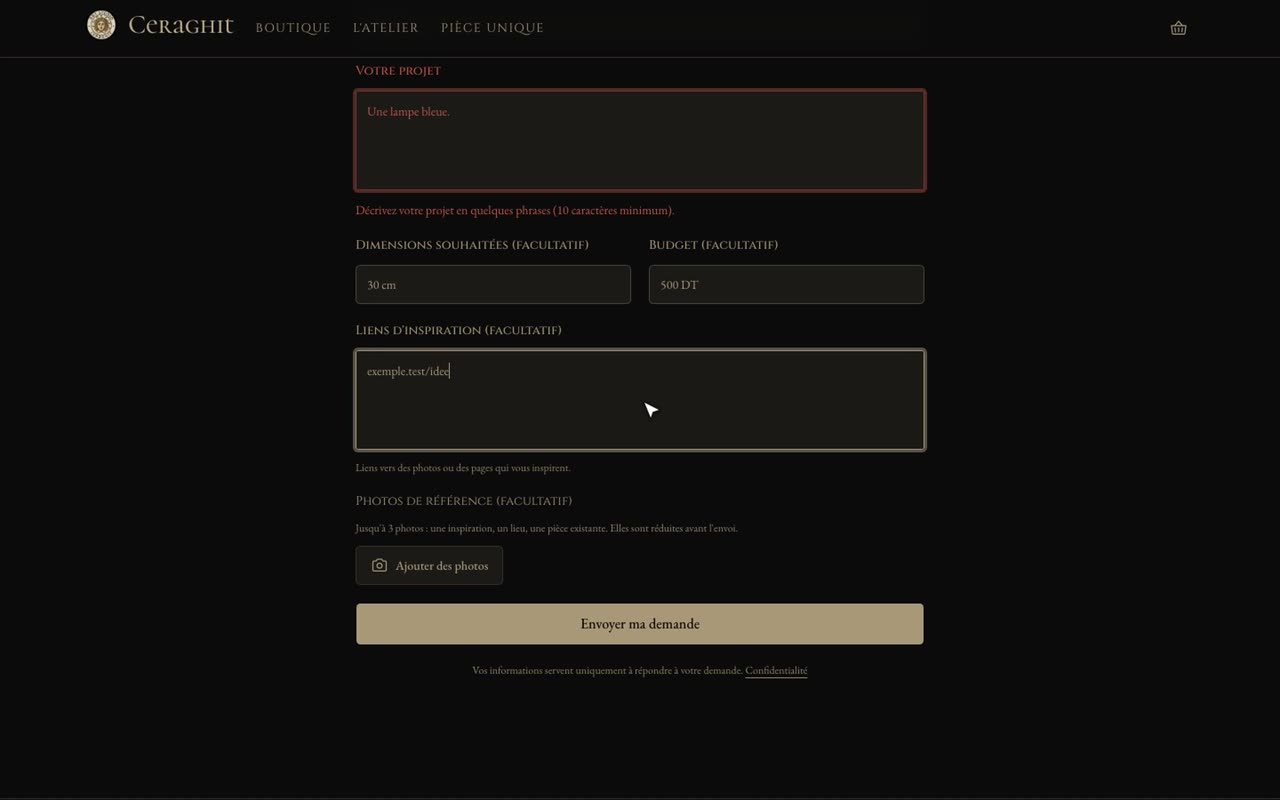 Ceraghit BOUTIQUE L'ATELIER PIÈCE UNIQUE
Votre projet
Une lampe bleue.
Décrivez votre projet en quelques phrases (10 caractères minimum).
Dimensions souhaitées (facultatif) Budget (facultatif)
30 cm 500 DT
Liens d'inspiration (facultatif)
exemple.test/idee
Liens vers des photos ou des pages qui vous inspirent.
Photos de référence (facultatif)
Jusqu'à 3 photos : une inspiration, un lieu, une pièce existante. Elles sont réduites avant l'envoi.
Ajouter des photos
Envoyer ma demande
Vos informations servent uniquement à répondre à votre demande. Confidentialité